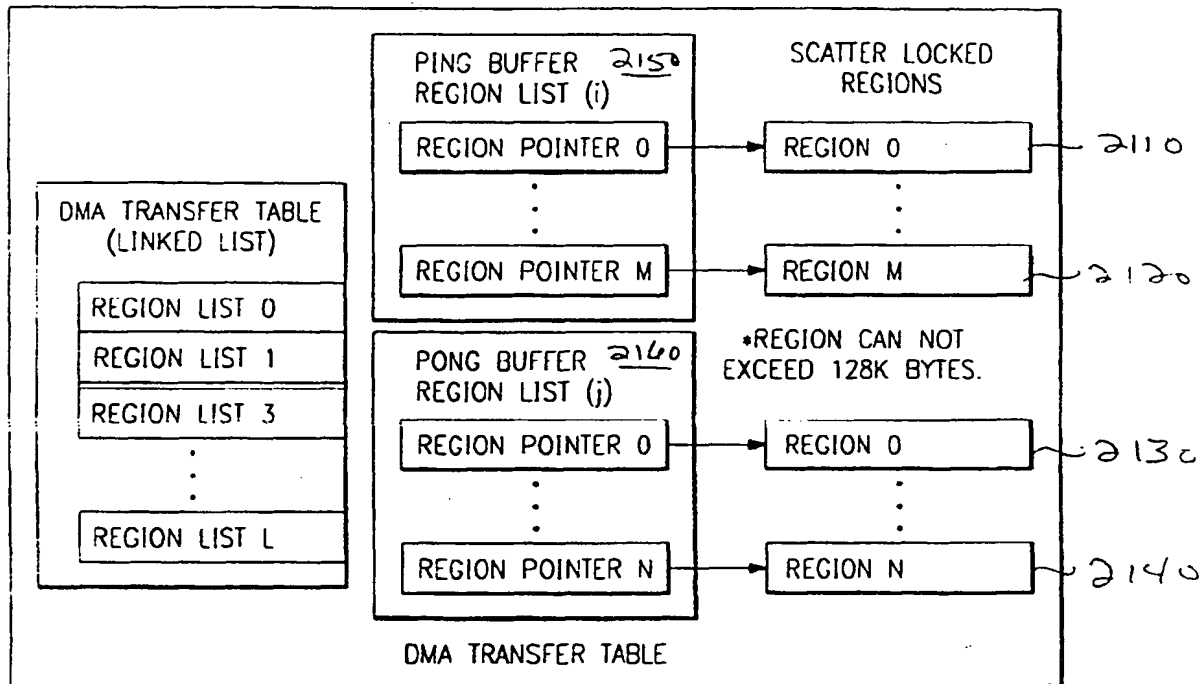 DMA TRANSFER TABLE
(LINKED LIST)
REGION LIST 0
REGION LIST 1
REGION LIST 3
REGION LIST L
PING BUFFER 2150
REGION LIST (i)
REGION POINTER 0
REGION POINTER M
PONG BUFFER 2160
REGION LIST (j)
REGION POINTER 0
REGION POINTER N
DMA TRANSFER TABLE
SCATTER LOCKED
REGIONS
REGION 0
2110
REGION M
2120
*REGION CAN NOT
EXCEED 128K BYTES.
REGION 0
2130
REGION N
2140